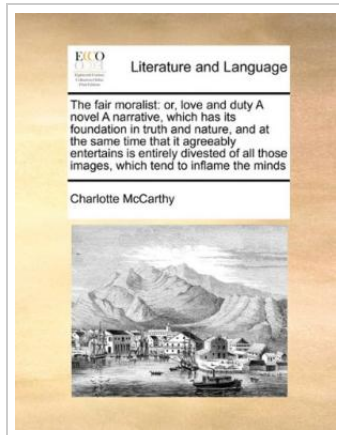 ECCO
Literature and Language
The fair moralist: or, love and duty A
novel A narrative, which has its
foundation in truth and nature, and at
the same time that it agreeably
entertains is entirely divested of all those
images, which tend to inflame the minds
Charlotte McCarthy